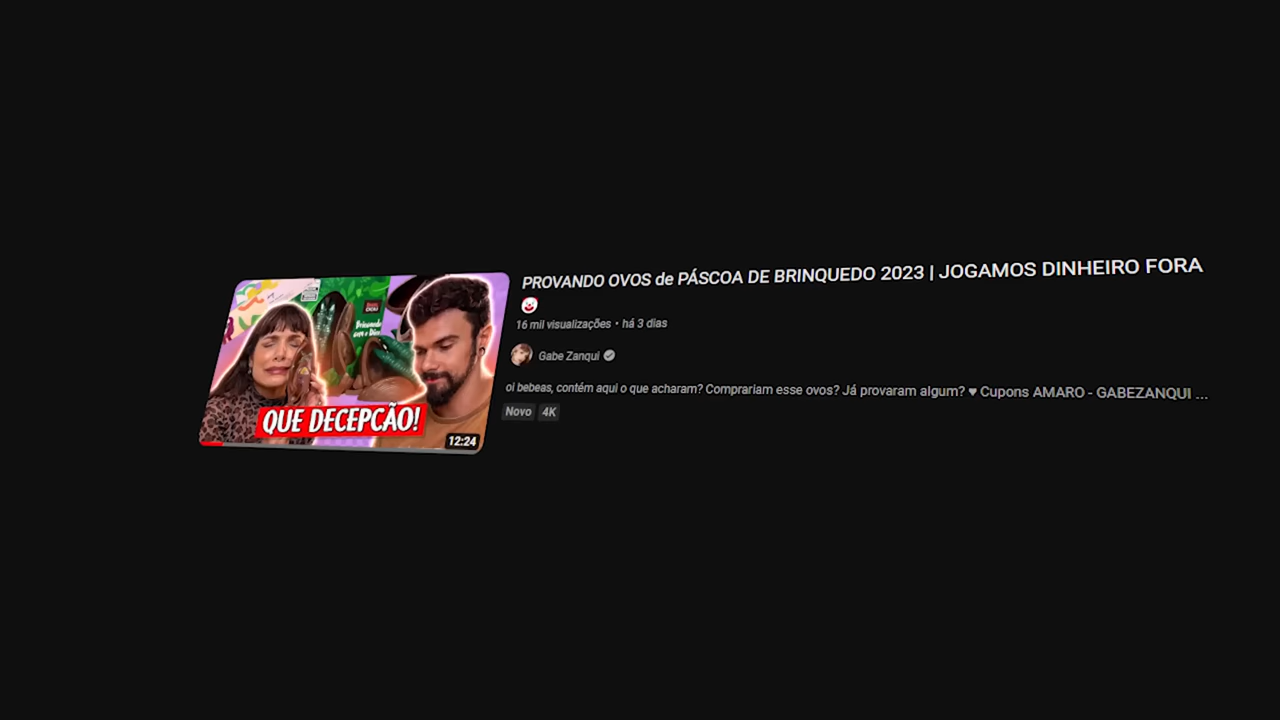 PROVANDO OVOS de PÁSCOA DE BRINQUEDO 2023 | JOGAMOS DINHEIRO FORA
🤡
16 mil visualizações • há 3 dias
Gabe Zanqui
oi bebeas, contém aqui o que acharam? Comprariam esse ovos? Já provaram algum? ♥ Cupons AMARO - GABEZANQUI ...
Novo 4K
QUE DECEPCÃO!
12:24